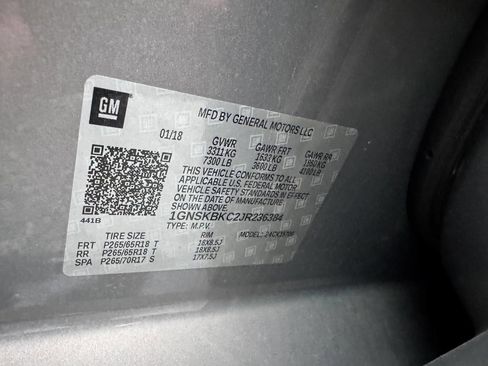 GM
MFD BY GENERAL MOTORS LLC
01/18 GVWR GAWR FRT GAWR RR
3311 KG 1633 KG
7300 LB 3600 LB
THIS VEHICLE CONFORMS TO ALL
APPLICABLE U.S. FEDERAL MOTOR
VEHICLE SAFETY STANDARDS IN EFFECT
ON THE DATE OF MANUFACTURE
1GNSKBKC2JR236384
441B TYPE: M.P.V. MODEL:
TIRE SIZE RIM
FRT P265/65R18 T 18X8.5J
RR P265/65R18 T 18X8.5J
SPA P265/70R17 S 17X7.5J